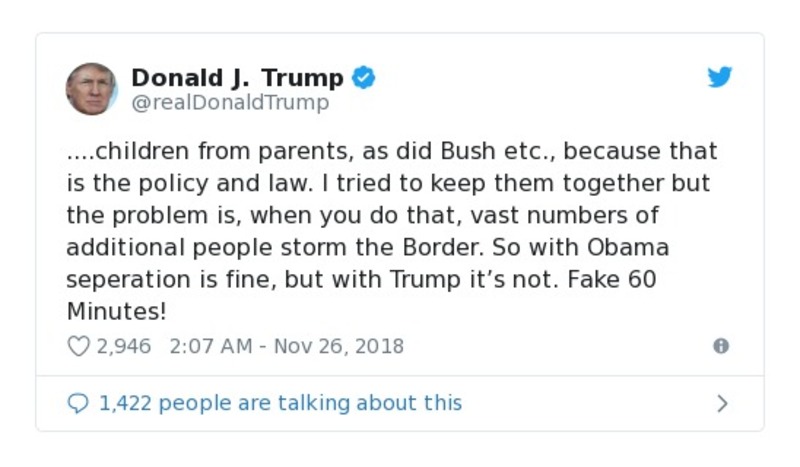 Donald J. Trump
@realDonaldTrump
....children from parents, as did Bush etc., because that
is the policy and law. I tried to keep them together but
the problem is, when you do that, vast numbers of
additional people storm the Border. So with Obama
seperation is fine, but with Trump it’s not. Fake 60
Minutes!
2,946 2:07 AM - Nov 26, 2018
1,422 people are talking about this